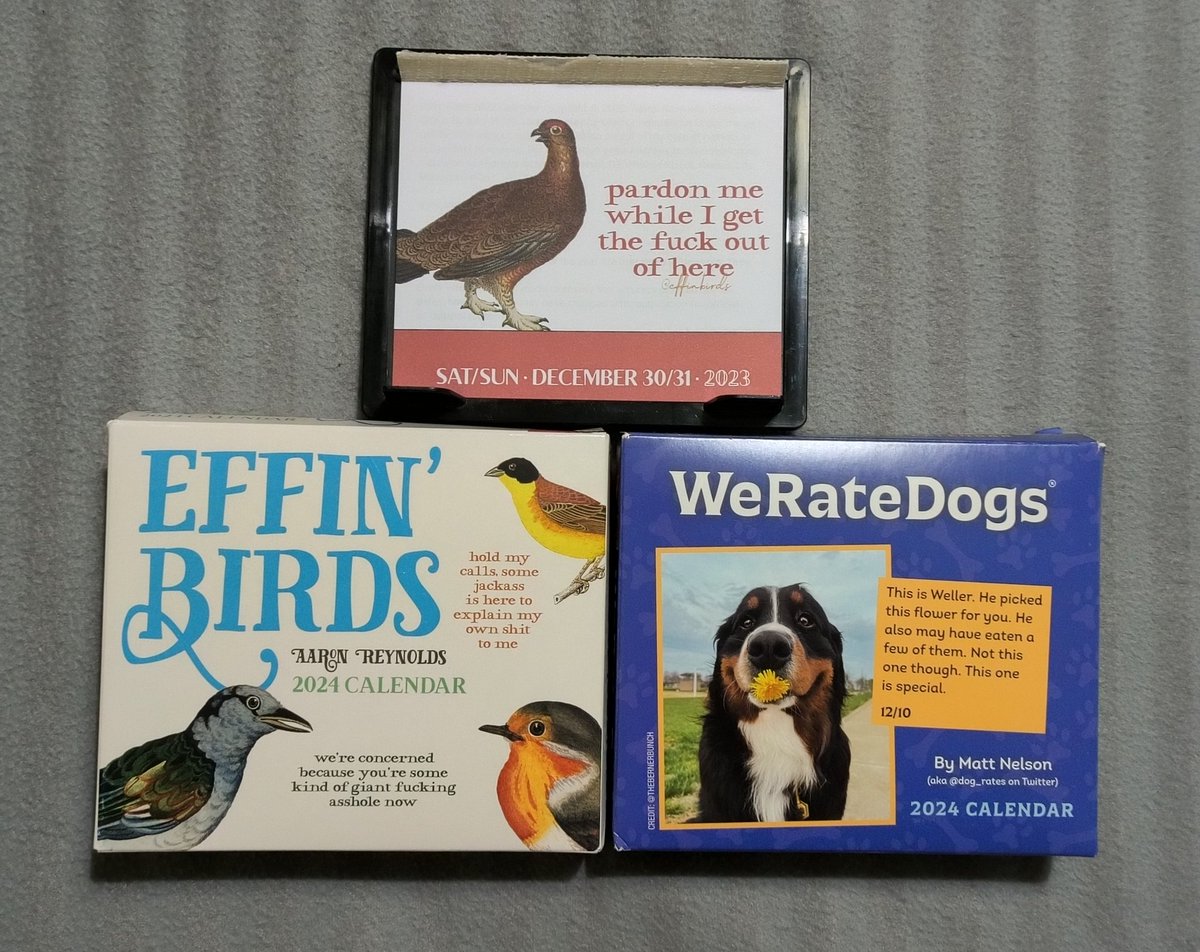 pardon me
while I get
the fuck out
of here
@effinbirds
SAT/SUN · DECEMBER 30/31 · 2023
EFFIN'
BIRDS
AARON REYNOLDS
2024 CALENDAR
hold my
calls, some
jackass
is here to
explain my
own shit
to me
we're concerned
because you're some
kind of giant fucking
asshole now
WeRateDogs®
This is Weller. He picked
this flower for you. He
also may have eaten a
few of them. Not this
one though. This one
is special.
12/10
CREDIT: @THEBERNERBUNCH
By Matt Nelson
(aka @dog_rates on Twitter)
2024 CALENDAR